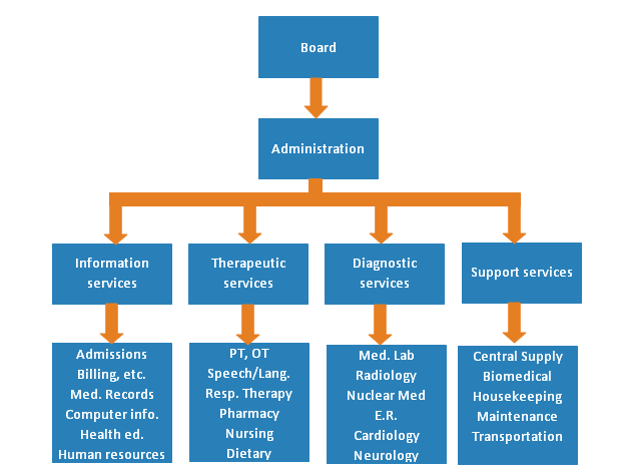 Board
Administration
Information
services
Therapeutic
services
Diagnostic
services
Support services
Admissions
Billing, etc.
Med. Records
Computer info.
Health ed.
Human resources
PT, OT
Speech/Lang.
Resp. Therapy
Pharmacy
Nursing
Dietary
Med. Lab
Radiology
Nuclear Med
E.R.
Cardiology
Neurology
Central Supply
Biomedical
Housekeeping
Maintenance
Transportation